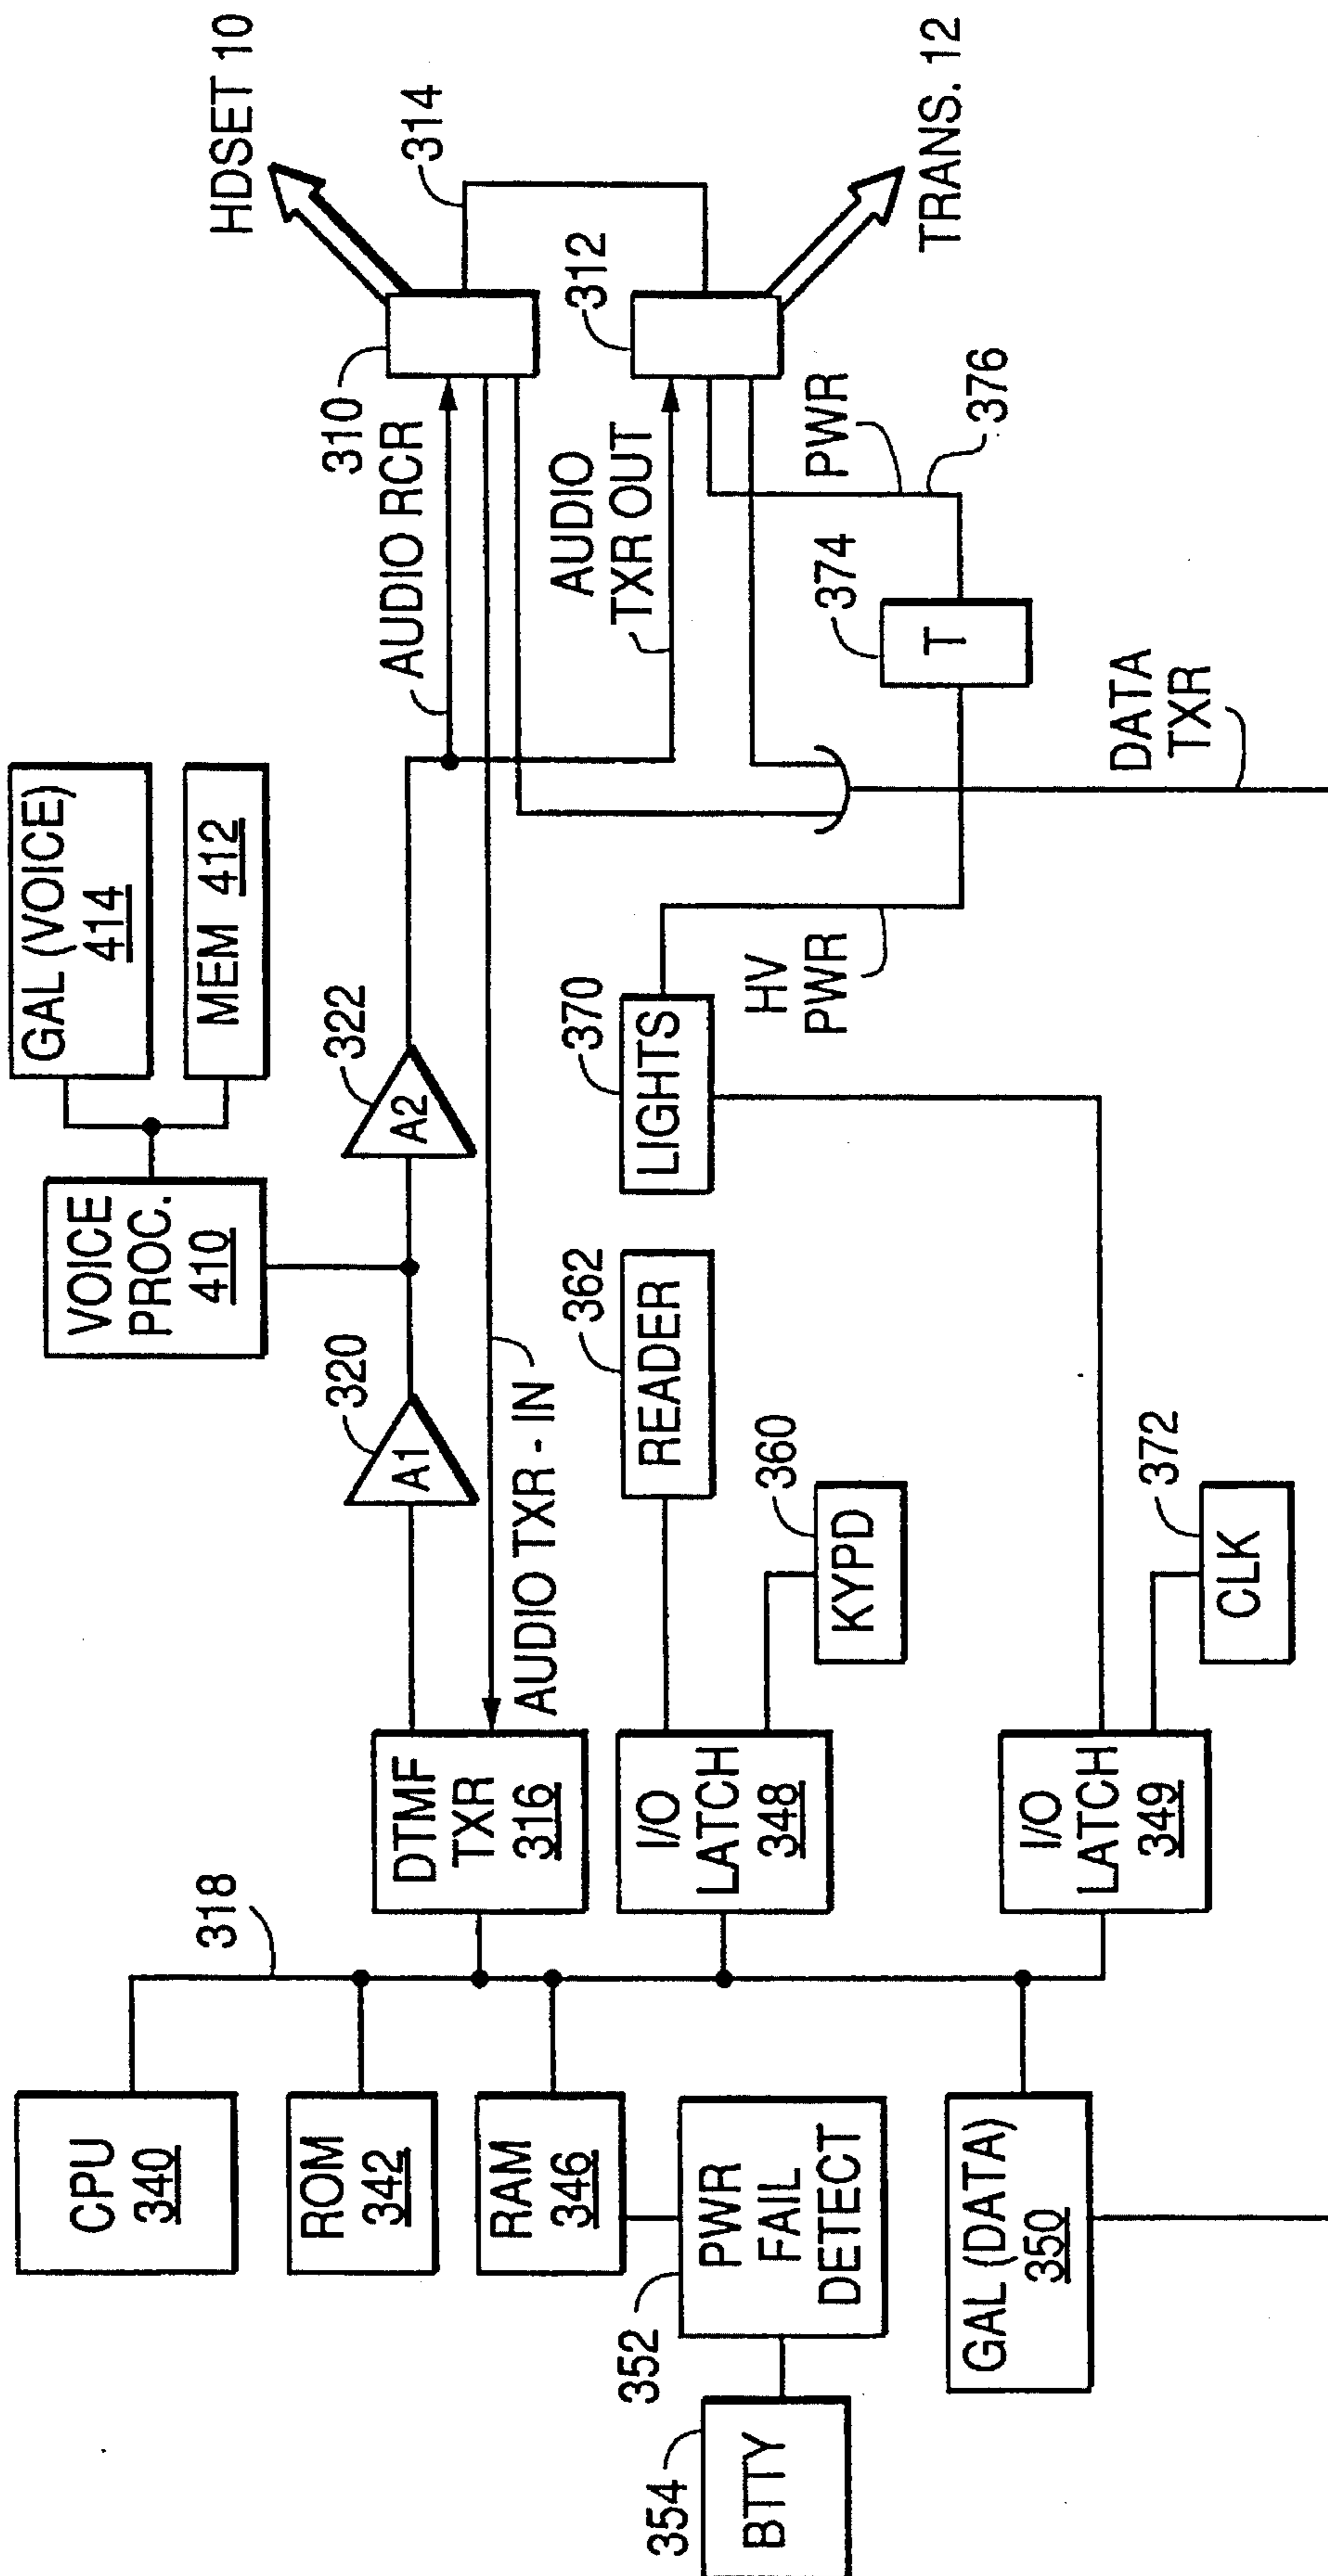 CPU
340
ROM
342
RAM
346
PWR
FAIL
DETECT
352
BTTY
354
GAL (DATA)
350
318
DTMF
TXR
316
I/O
LATCH
348
I/O
LATCH
349
A1
320
A2
322
VOICE
PROC.
410
GAL (VOICE)
414
MEM 412
AUDIO TXR - IN
READER
362
KYPD
360
CLK
372
LIGHTS
370
HV
PWR
T
374
PWR
376
DATA
TXR
AUDIO RCR
AUDIO
TXR OUT
310
312
314
HDSET 10
TRANS. 12